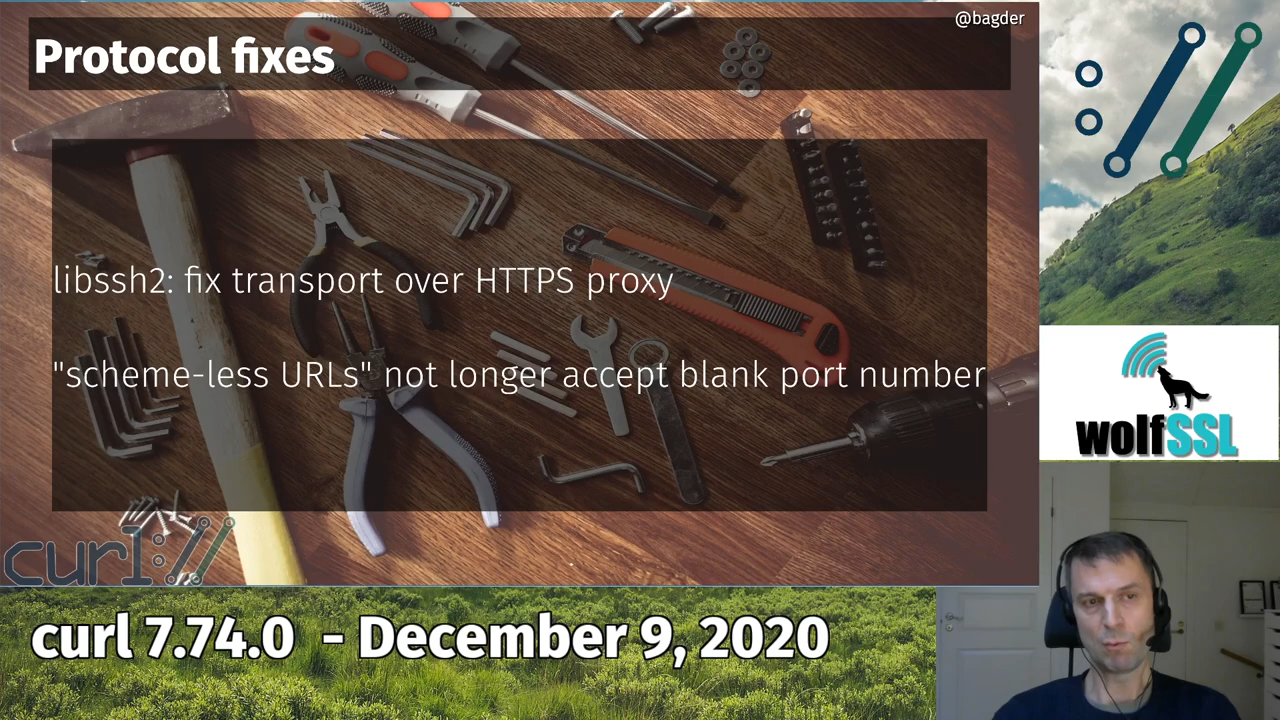 @bagder
Protocol fixes
libssh2: fix transport over HTTPS proxy
"scheme-less URLs" not longer accept blank port number
wolfSSL
curl://
curl 7.74.0 - December 9, 2020